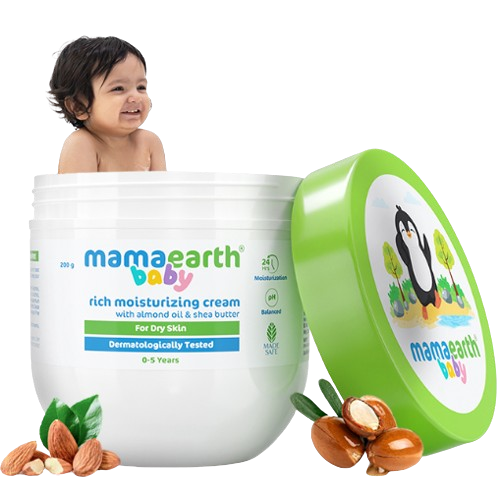 200 g
mamaearth®
baby
rich moisturizing cream
with almond oil & shea butter
For Dry Skin
Dermatologically Tested
0-5 Years
24
HRS
Moisturization
pH
Balanced
MADE
SAFE
mamaearth
baby